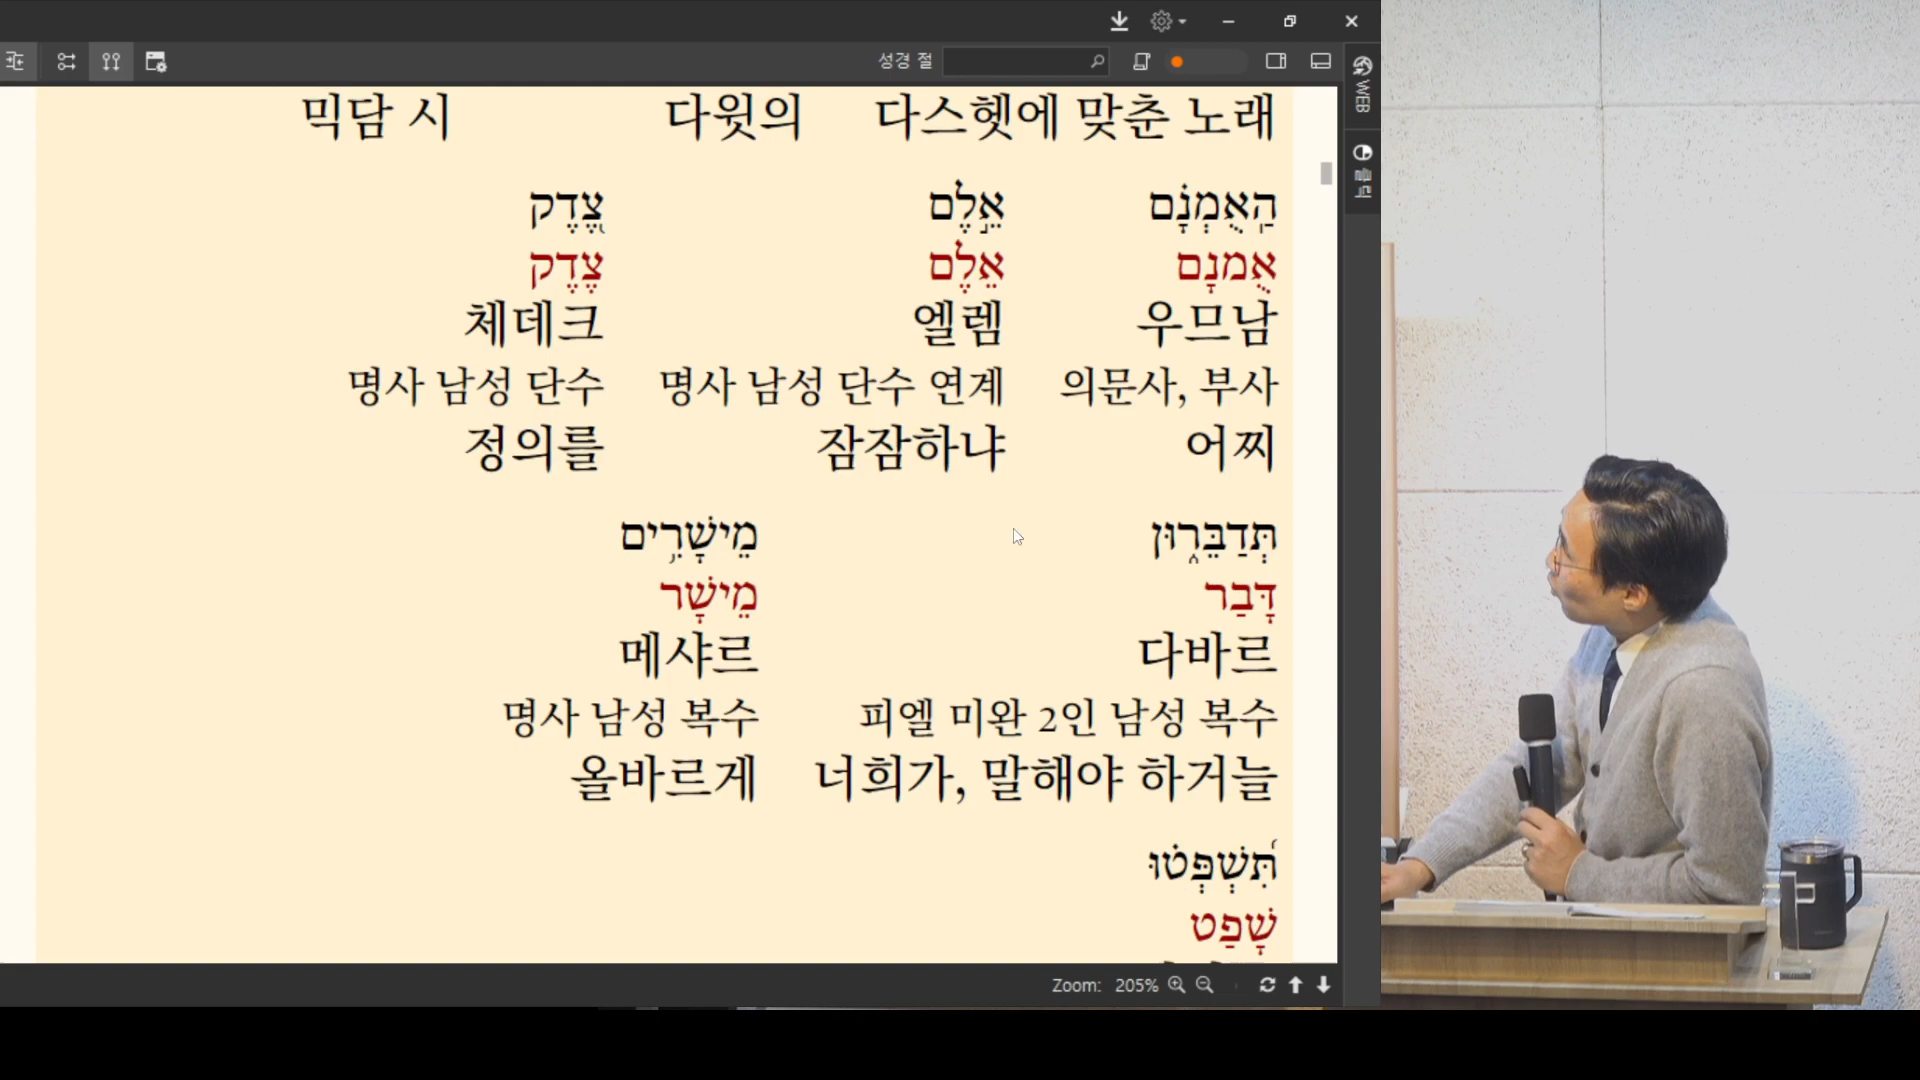 성경 절
WEB
클릭
다스헷에 맞춘 노래 다윗의 믹담 시
הַֽאֻמְנָ֗ם אֵ֣לֶם צֶ֭דֶק
אֻמנָם אֵלֶם צֶדֶק
우므남 엘렘 체데크
의문사, 부사 명사 남성 단수 연계 명사 남성 단수
어찌 잠잠하냐 정의를
תְּדַבֵּר֑וּן מֵישָׁרִ֥ים
דָּבַר מֵישָׁר
다바르 메샤르
피엘 미완 2인 남성 복수 명사 남성 복수
너희가, 말해야 하거늘 올바르게
תִּ֝שְׁפְּט֗וּ
שָׁפַט
Zoom: 205%